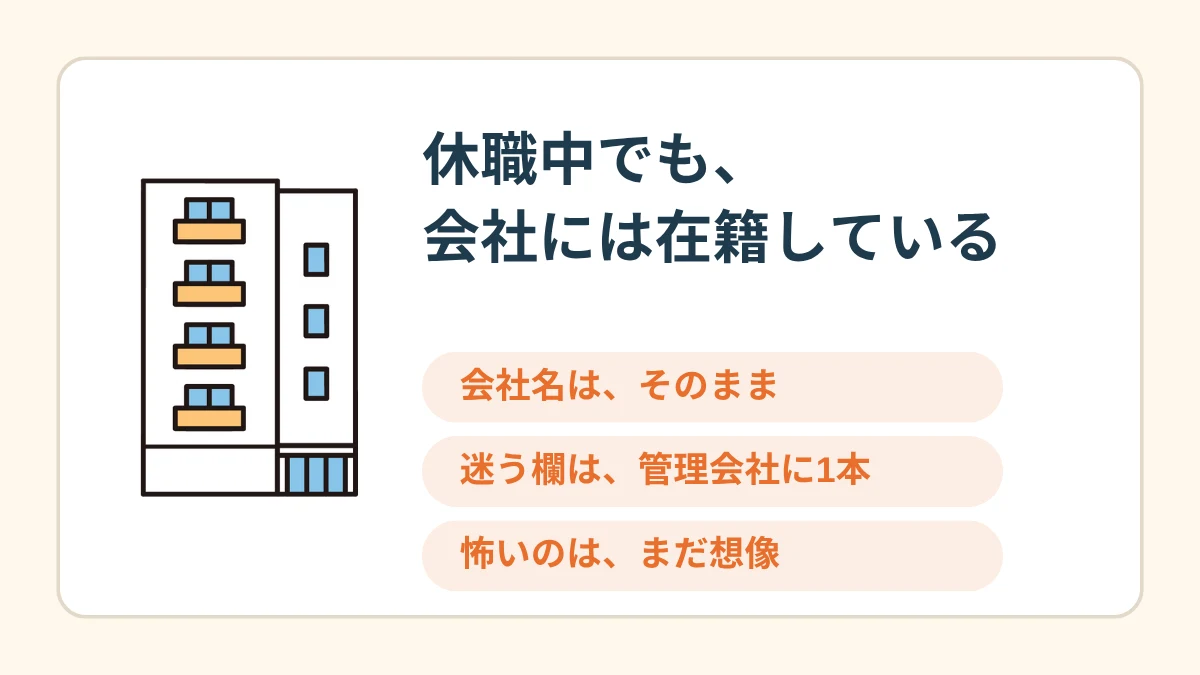 休職中でも、
会社には在籍している
会社名は、そのまま
迷う欄は、管理会社に1本
怖いのは、まだ想像